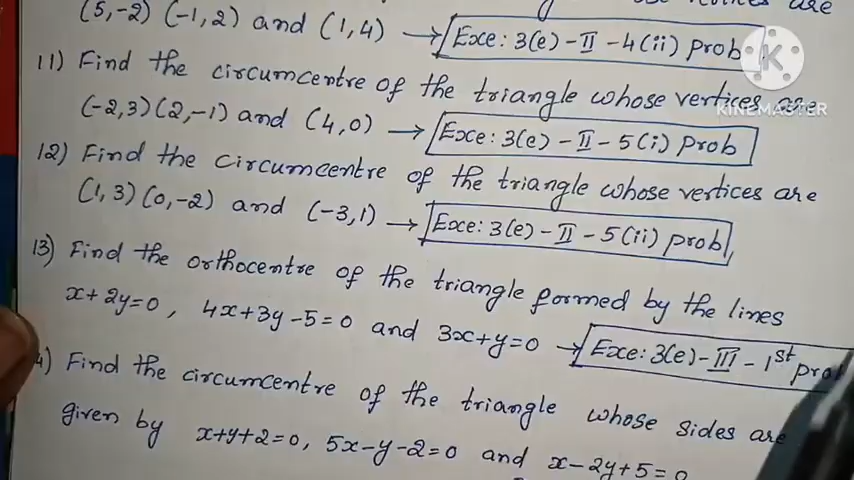 (5,-2) (-1,2) and (1,4) → Exe: 3(e)-II-4(ii) prob
are
11) Find the circumcentre of the triangle whose vertices are
(-2,3) (2,-1) and (4,0) → Exe: 3(e)-II-5(i) prob
12) Find the circumcentre of the triangle whose vertices are
(1,3) (0,-2) and (-3,1) → Exe: 3(e)-II-5(ii) prob
13) Find the orthocentre of the triangle formed by the lines
x+2y=0, 4x+3y-5=0 and 3x+y=0 → Exe: 3(e)-III-1st prob
4) Find the circumcentre of the triangle whose sides are
given by x+y+2=0, 5x-y-2=0 and x-2y+5=0
K
KINEMASTER